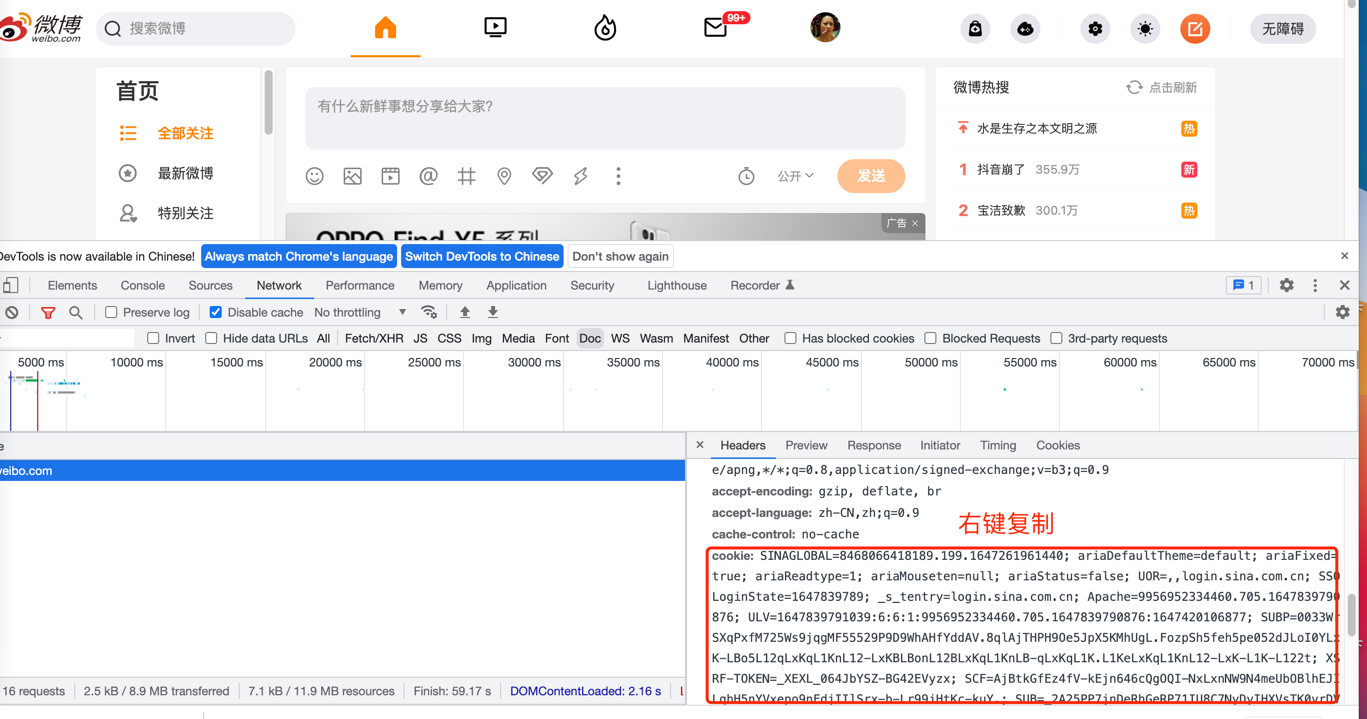 微博
weibo.com
搜索微博
99+
无障碍
首页
全部关注
最新微博
特别关注
有什么新鲜事想分享给大家?
公开
发送
OPPO Find X5 系列
广告 ×
微博热搜
点击刷新
水是生存之本文明之源 热
1 抖音崩了 355.9万 新
2 宝洁致歉 300.1万 热
DevTools is now available in Chinese! Always match Chrome's language Switch DevTools to Chinese Don't show again
Elements Console Sources Network Performance Memory Application Security Lighthouse Recorder 1
Preserve log Disable cache No throttling
Invert Hide data URLs All Fetch/XHR JS CSS Img Media Font Doc WS Wasm Manifest Other Has blocked cookies Blocked Requests 3rd-party requests
5000 ms 10000 ms 15000 ms 20000 ms 25000 ms 30000 ms 35000 ms 40000 ms 45000 ms 50000 ms 55000 ms 60000 ms 65000 ms 70000 ms
e
weibo.com
16 requests 2.5 kB / 8.9 MB transferred 7.1 kB / 11.9 MB resources Finish: 59.17 s DOMContentLoaded: 2.16 s
Headers Preview Response Initiator Timing Cookies
e/apng,*/*;q=0.8,application/signed-exchange;v=b3;q=0.9
accept-encoding: gzip, deflate, br
accept-language: zh-CN,zh;q=0.9
右键复制
cache-control: no-cache
cookie: SINAGLOBAL=8468066418189.199.1647261961440; ariaDefaultTheme=default; ariaFixed=
true; ariaReadtype=1; ariaMouseten=null; ariaStatus=false; UOR=,,login.sina.com.cn; SSO
LoginState=1647839789; _s_tentry=login.sina.com.cn; Apache=9956952334460.705.1647839790
876; ULV=1647839791039:6:6:1:9956952334460.705.1647839790876:1647420106877; SUBP=0033Wr
SXqPxfM725Ws9jqgMF55529P9D9WhAHfYddAV.8qlAjTHPH9Oe5JpX5KMhUgL.FozpSh5feh5pe052dJLoI0YLx
K-LBo5L12qLxKqL1KnL12-LxKBLBonL12BLxKqL1KnLB-qLxKqL1K.L1KeLxKqL1KnL12-LxK-L1K-L122t; XS
RF-TOKEN=_XEXL_064JbYSZ-BG42EVyzx; SCF=AjBtkGfEz4fV-kEjn646cQgOQI-NxLxnNW9N4meUbOBlhEJI